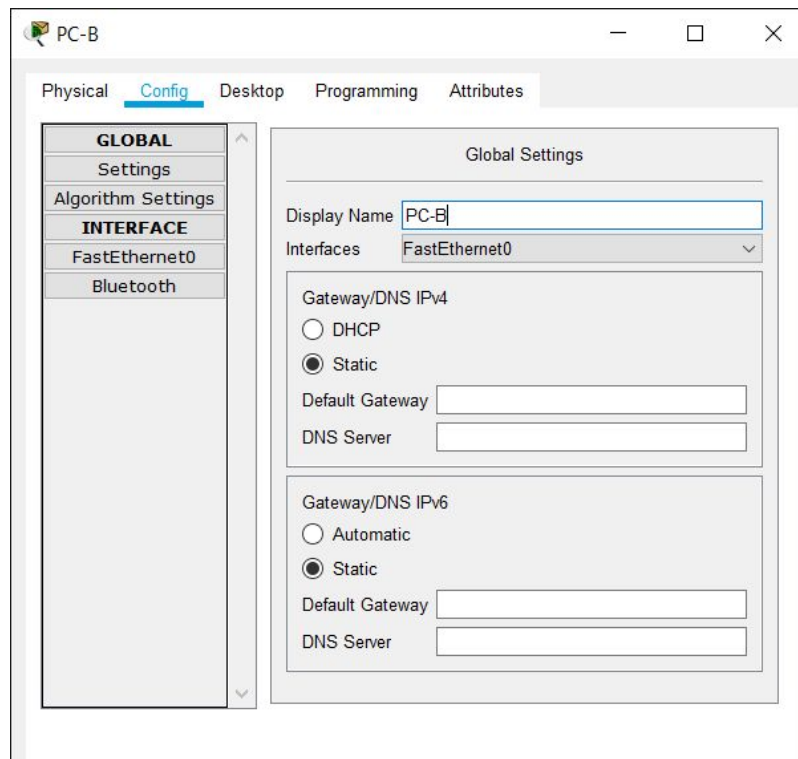 PC-B
Physical Config Desktop Programming Attributes
GLOBAL
Settings
Algorithm Settings
INTERFACE
FastEthernet0
Bluetooth
Global Settings
Display Name PC-B
Interfaces FastEthernet0
Gateway/DNS IPv4
DHCP
Static
Default Gateway
DNS Server
Gateway/DNS IPv6
Automatic
Static
Default Gateway
DNS Server